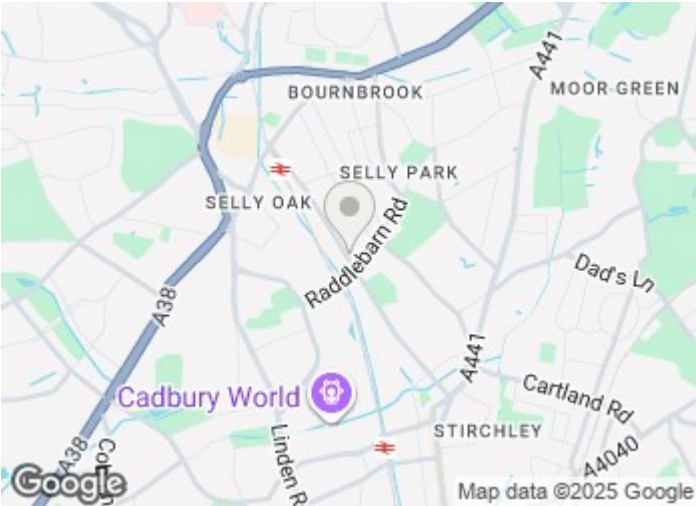 A441
BOURNBROOK
MOOR GREEN
SELLY PARK
SELLY OAK
Raddlebarn Rd
Dad's Ln
A38
A441
Cadbury World
Cartland Rd
Linden R
STIRCHLEY
A38
A4040
Google
Map data ©2025 Google